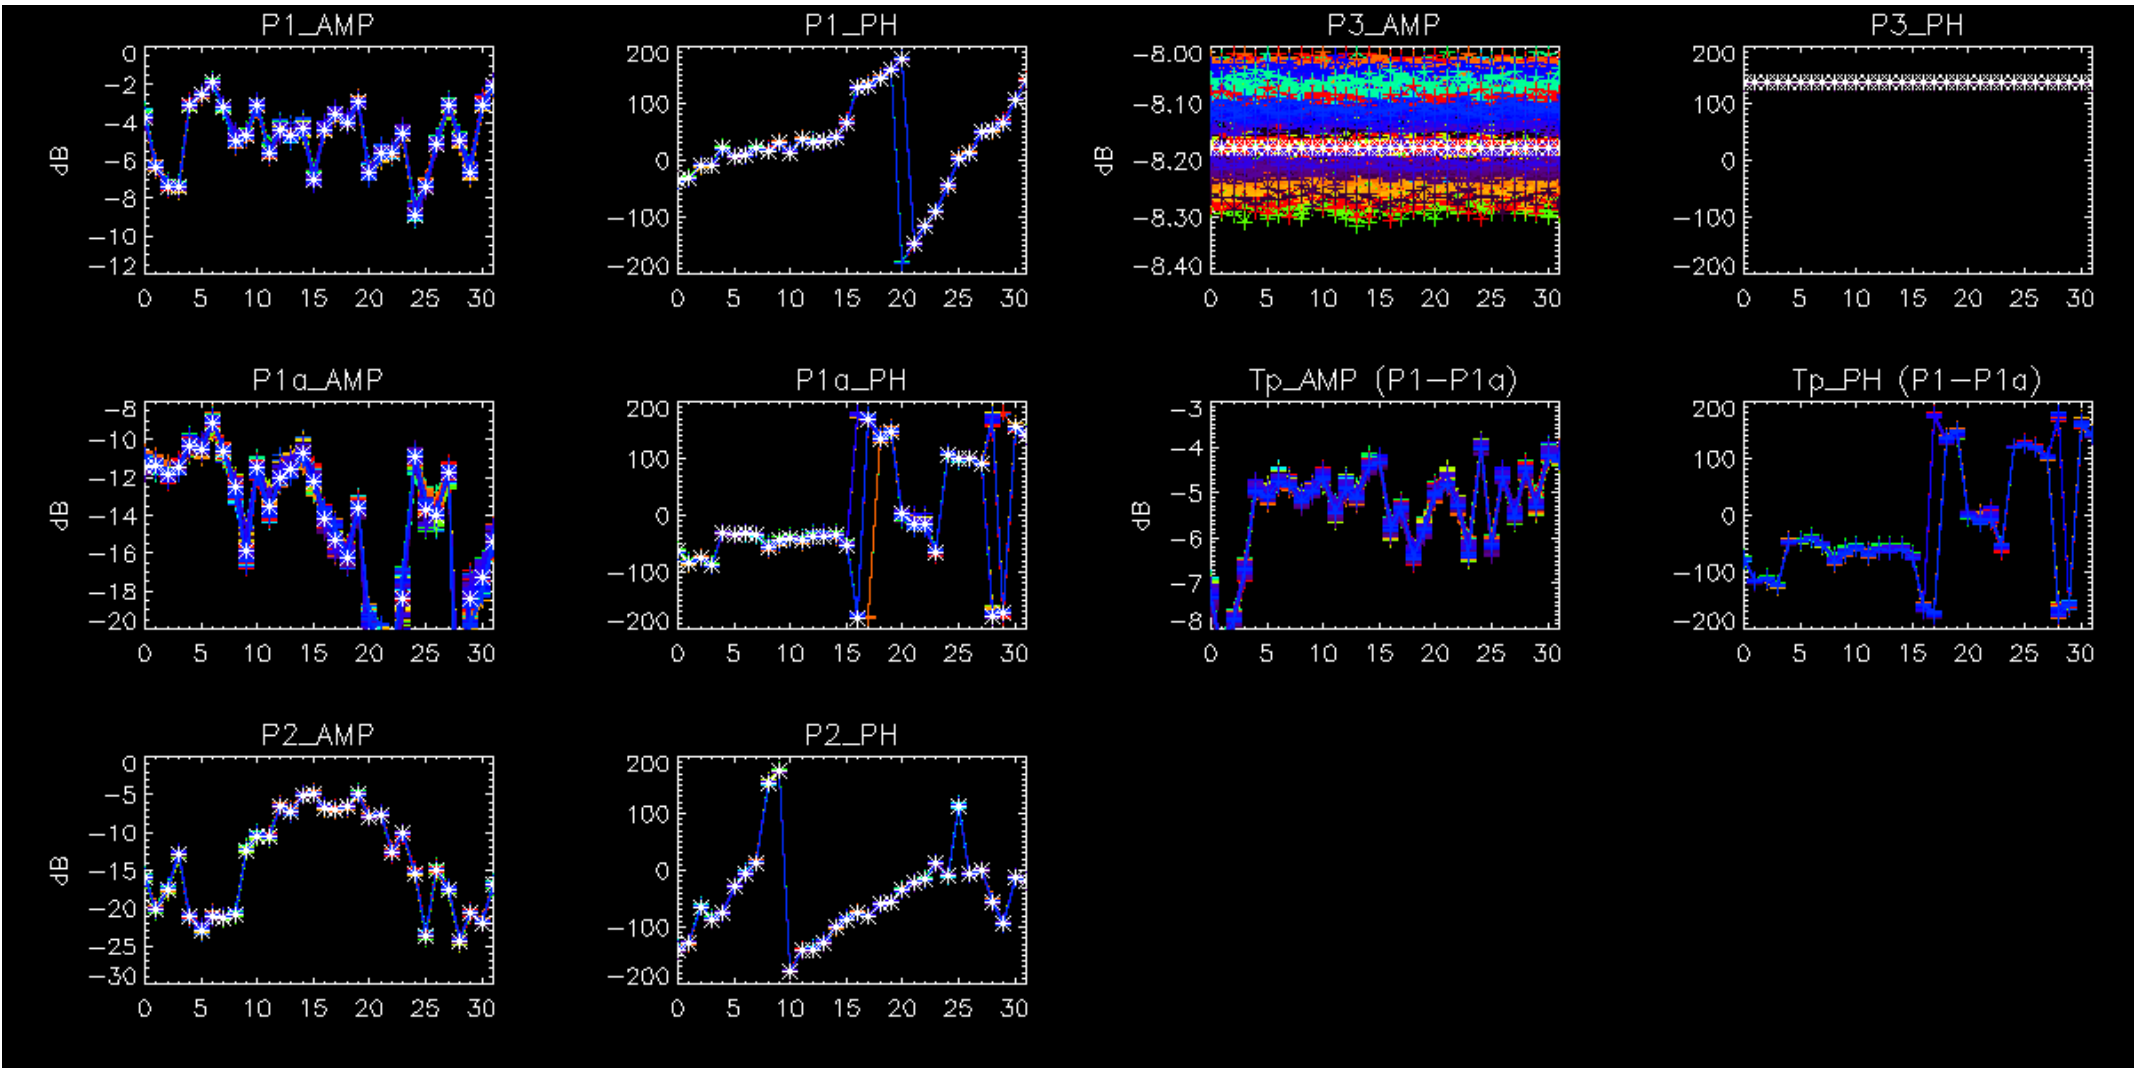 P1_AMP
dB
0
−2
−4
−6
−8
−10
−12
0 5 10 15 20 25 30
P1_PH
200
100
0
−100
−200
0 5 10 15 20 25 30
P3_AMP
dB
−8.00
−8.10
−8.20
−8.30
−8.40
0 5 10 15 20 25 30
P3_PH
200
100
0
−100
−200
0 5 10 15 20 25 30
P1a_AMP
dB
−8
−10
−12
−14
−16
−18
−20
0 5 10 15 20 25 30
P1a_PH
200
100
0
−100
−200
0 5 10 15 20 25 30
Tp_AMP (P1−P1a)
dB
−3
−4
−5
−6
−7
−8
0 5 10 15 20 25 30
Tp_PH (P1−P1a)
200
100
0
−100
−200
0 5 10 15 20 25 30
P2_AMP
dB
0
−5
−10
−15
−20
−25
−30
0 5 10 15 20 25 30
P2_PH
200
100
0
−100
−200
0 5 10 15 20 25 30